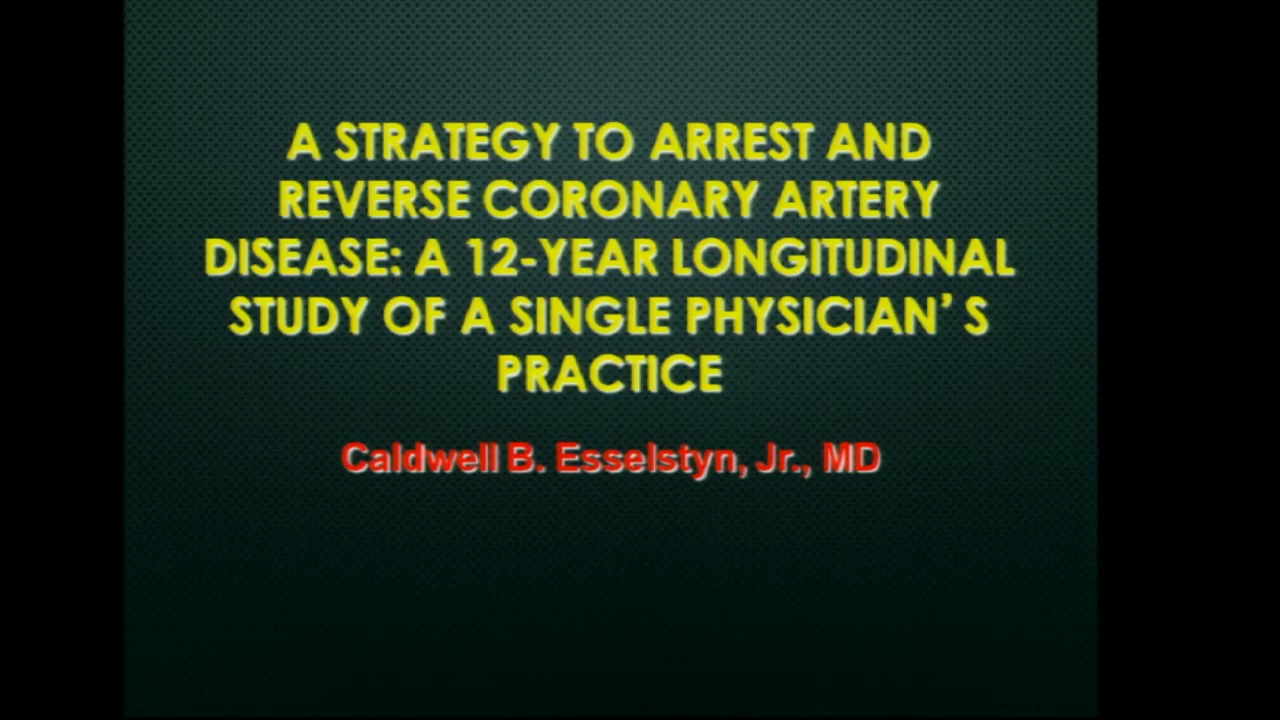 A STRATEGY TO ARREST AND
REVERSE CORONARY ARTERY
DISEASE: A 12-YEAR LONGITUDINAL
STUDY OF A SINGLE PHYSICIAN’ S
PRACTICE
Caldwell B. Esselstyn, Jr., MD